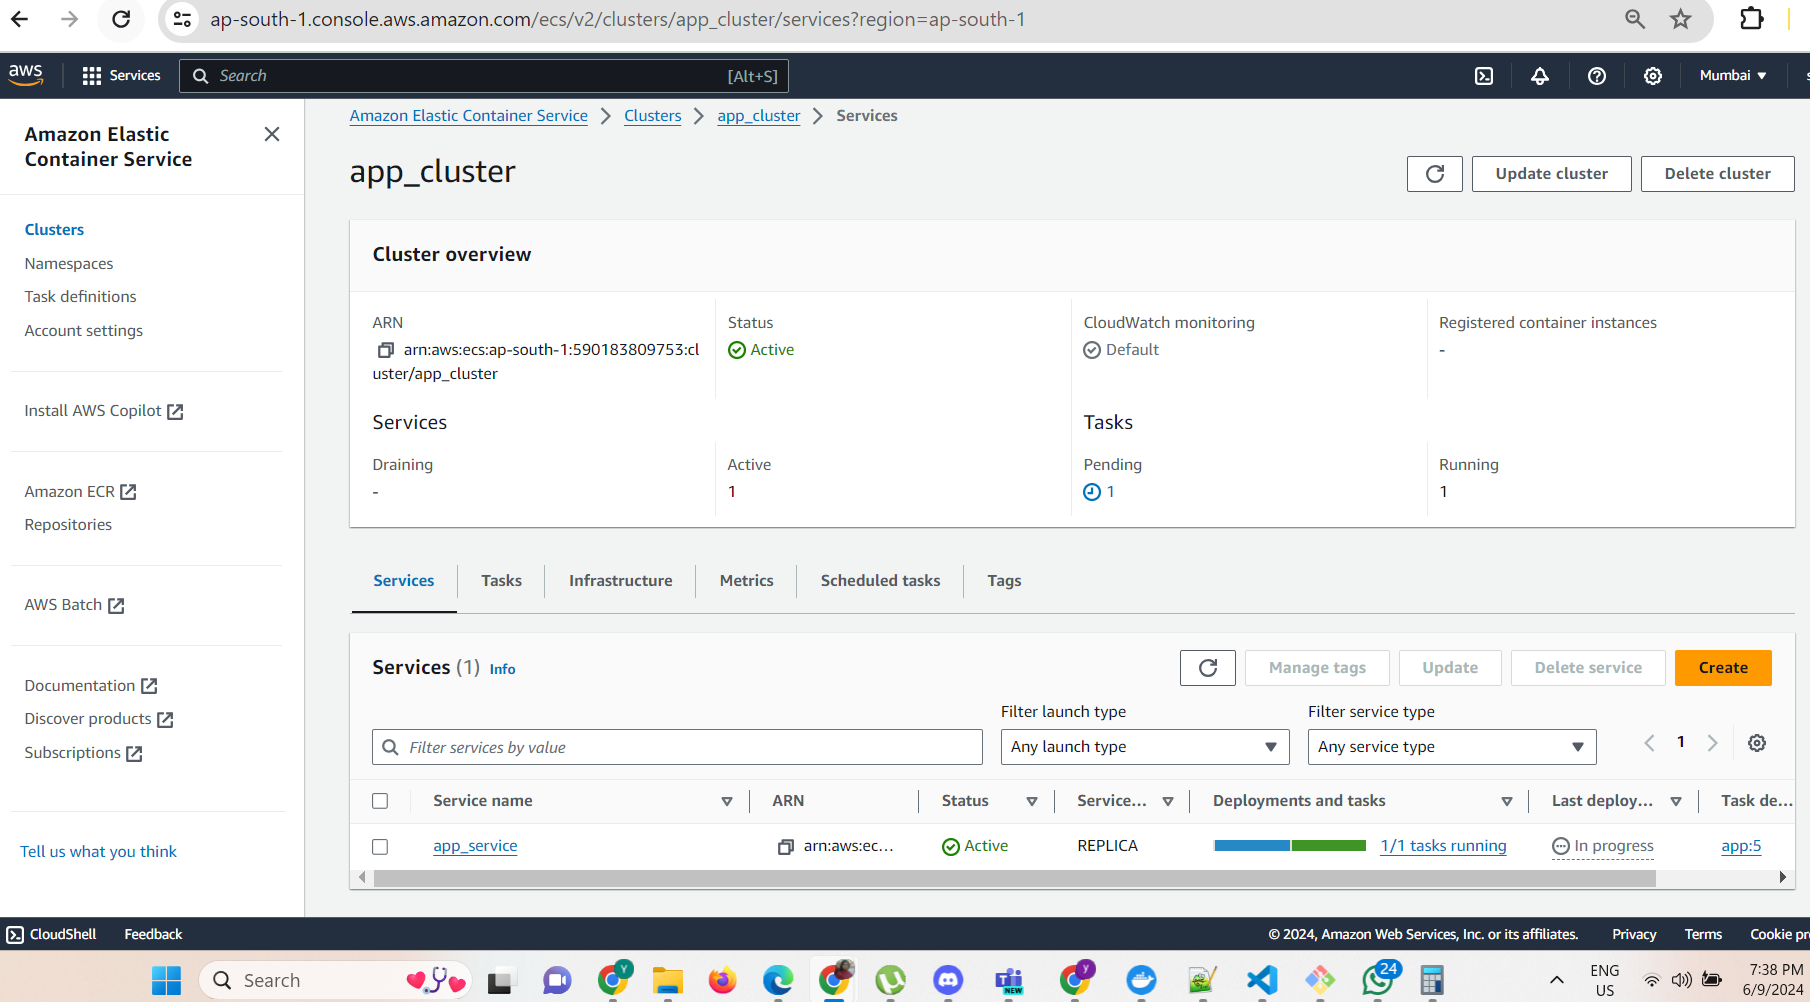 ap-south-1.console.aws.amazon.com/ecs/v2/clusters/app_cluster/services?region=ap-south-1
aws
Services
Search
[Alt+S]
Mumbai
Amazon Elastic Container Service
Clusters
app_cluster
Services
Amazon Elastic
Container Service
Clusters
Namespaces
Task definitions
Account settings
Install AWS Copilot
Amazon ECR
Repositories
AWS Batch
Documentation
Discover products
Subscriptions
Tell us what you think
app_cluster
Update cluster
Delete cluster
Cluster overview
ARN
arn:aws:ecs:ap-south-1:590183809753:cl
uster/app_cluster
Status
Active
CloudWatch monitoring
Default
Registered container instances
-
Services
Tasks
Draining
-
Active
1
Pending
1
Running
1
Services
Tasks
Infrastructure
Metrics
Scheduled tasks
Tags
Services (1) Info
Manage tags
Update
Delete service
Create
Filter services by value
Filter launch type
Any launch type
Filter service type
Any service type
1
Service name
ARN
Status
Service...
Deployments and tasks
Last deploy...
Task de...
app_service
arn:aws:ec...
Active
REPLICA
1/1 tasks running
In progress
app:5
CloudShell
Feedback
© 2024, Amazon Web Services, Inc. or its affiliates.
Privacy
Terms
Cookie pr
Search
Y
y
NEW
24
ENG
US
7:38 PM
6/9/2024